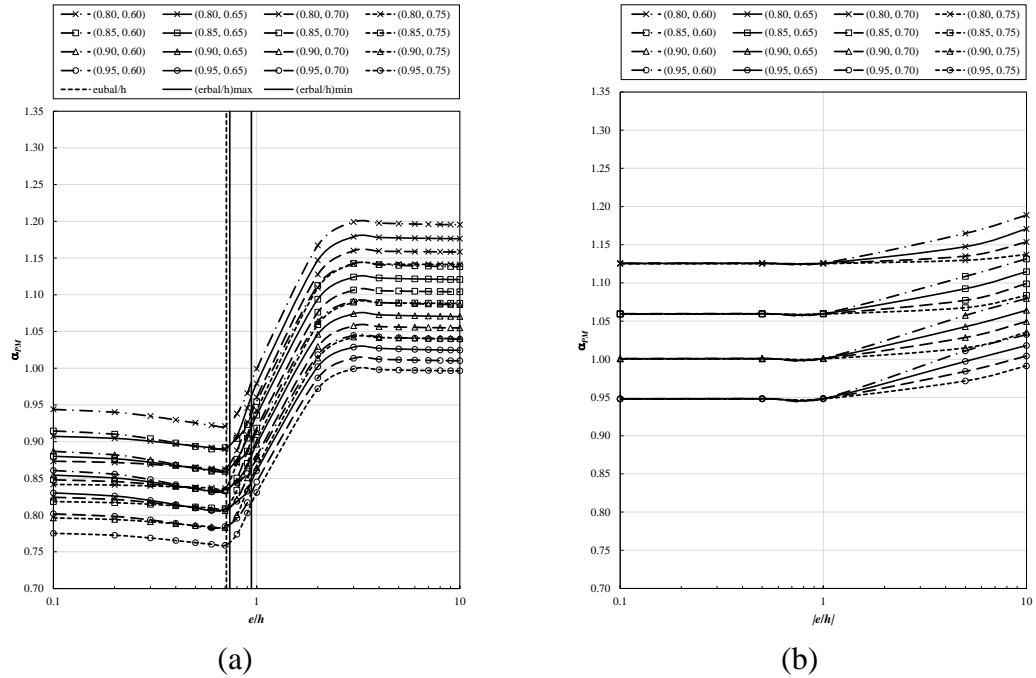 (0.80, 0.60) (0.80, 0.65) (0.80, 0.70) (0.80, 0.75)
(0.85, 0.60) (0.85, 0.65) (0.85, 0.70) (0.85, 0.75)
(0.90, 0.60) (0.90, 0.65) (0.90, 0.70) (0.90, 0.75)
(0.95, 0.60) (0.95, 0.65) (0.95, 0.70) (0.95, 0.75)
eubal/h (erbal/h)max (erbal/h)min
1.35
1.30
1.25
1.20
1.15
1.10
1.05
1.00
0.95
0.90
0.85
0.80
0.75
0.70
αPM
0.1 1 10
e/h
(a)
(0.80, 0.60) (0.80, 0.65) (0.80, 0.70) (0.80, 0.75)
(0.85, 0.60) (0.85, 0.65) (0.85, 0.70) (0.85, 0.75)
(0.90, 0.60) (0.90, 0.65) (0.90, 0.70) (0.90, 0.75)
(0.95, 0.60) (0.95, 0.65) (0.95, 0.70) (0.95, 0.75)
1.35
1.30
1.25
1.20
1.15
1.10
1.05
1.00
0.95
0.90
0.85
0.80
0.75
0.70
αPM
0.1 1 10
|e/h|
(b)